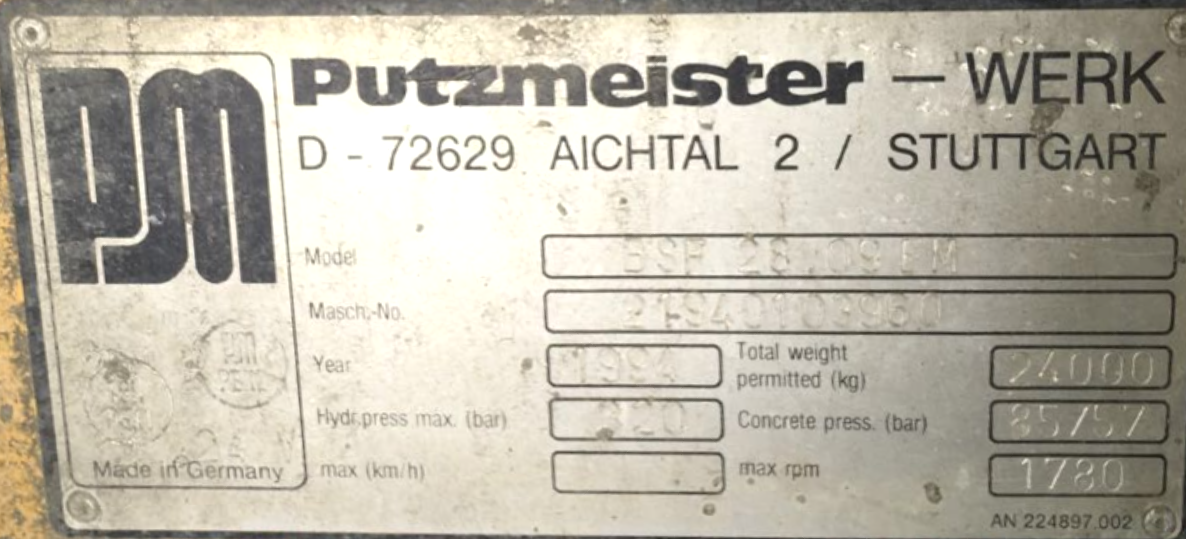 PM
Putzmeister — WERK
D - 72629 AICHTAL 2 / STUTTGART
Model BSF 28.09 EM
Masch.-No.
Year 1994 Total weight permitted (kg) 24000
Hydr.press max. (bar) 320 Concrete press. (bar) 85/57
max (km/h) max rpm 1780
Made in Germany
AN 224897.002